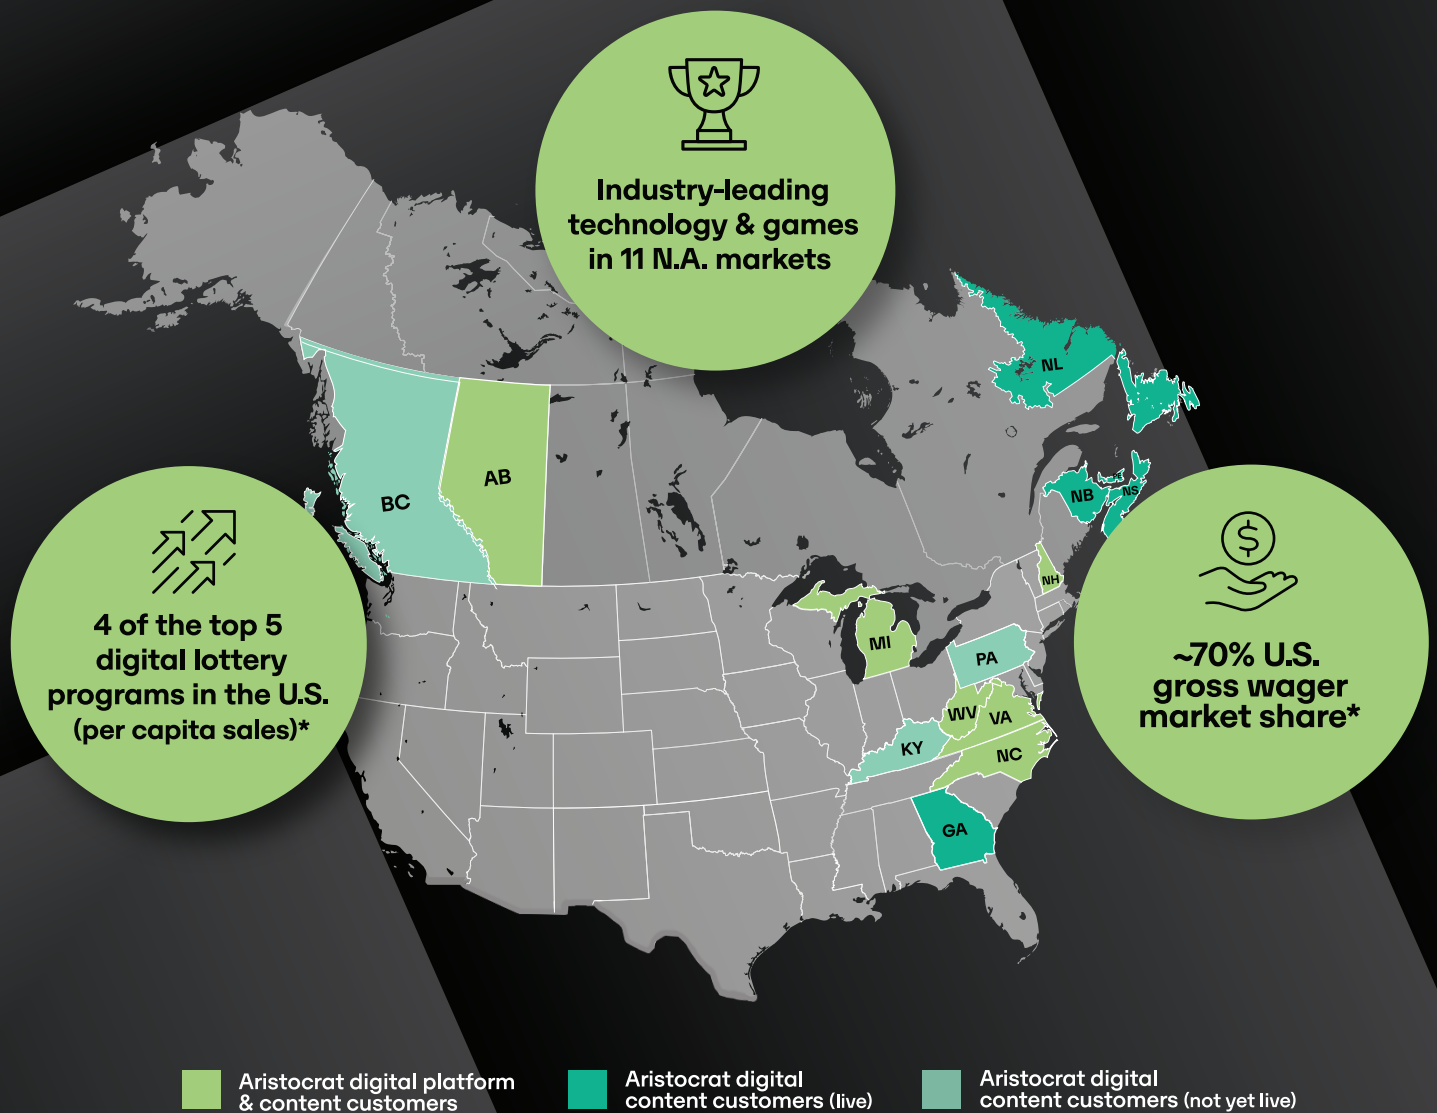 Industry-leading
technology & games
in 11 N.A. markets
NL
AB
BC
NB
NS
NH
4 of the top 5
digital lottery
programs in the U.S.
(per capita sales)*
MI
PA
~70% U.S.
gross wager
market share*
WV
VA
KY
NC
GA
Aristocrat digital platform
& content customers
Aristocrat digital
content customers (live)
Aristocrat digital
content customers (not yet live)